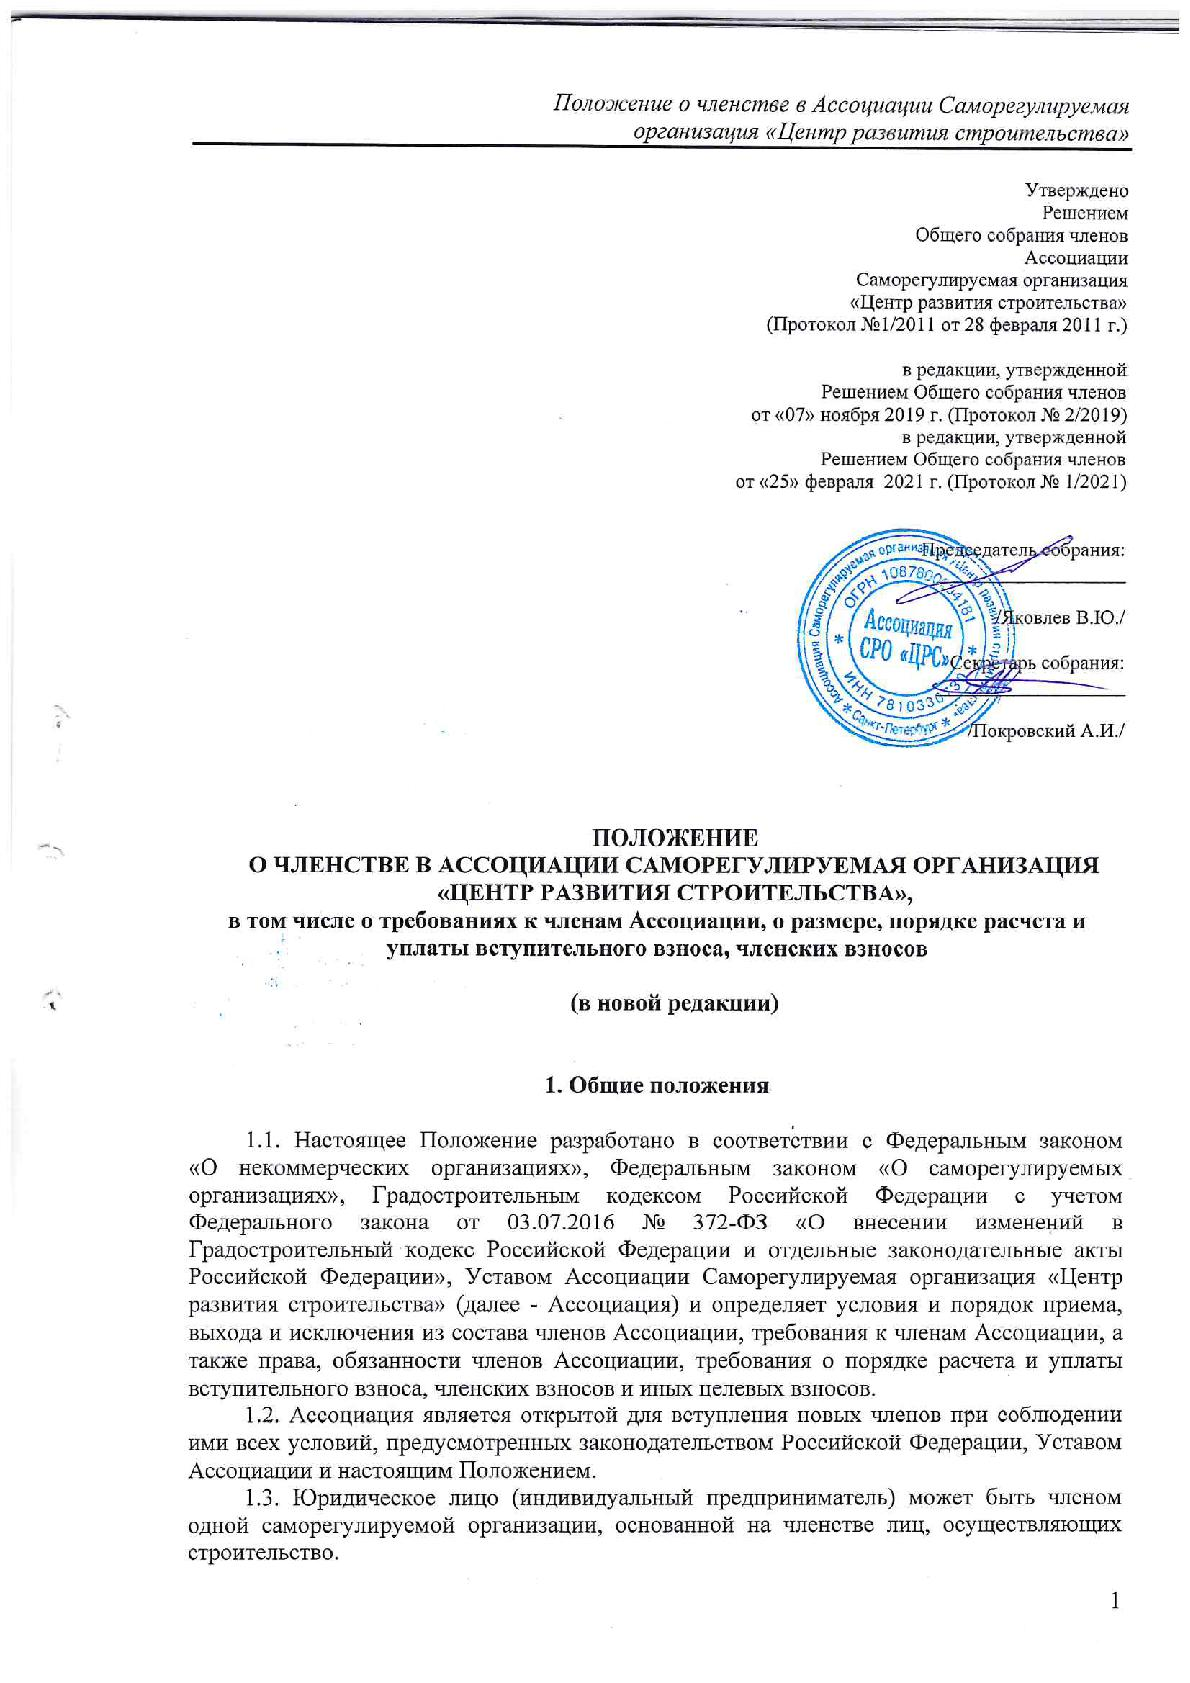 Положение о членстве в Ассоциации Саморегулируемая
организация «Центр развития строительства»
Утверждено
Решением
Общего собрания членов
Ассоциации
Саморегулируемая организация
«Центр развития строительства»
(Протокол №1/2011 от 28 февраля 2011 г.)
в редакции, утвержденной
Решением Общего собрания членов
от «07» ноября 2019 г. (Протокол № 2/2019)
в редакции, утвержденной
Решением Общего собрания членов
от «25» февраля 2021 г. (Протокол № 1/2021)
Председатель собрания:
/Яковлев В.Ю./
Секретарь собрания:
/Покровский А.И./
Ассоциация Саморегулируемая организация «Центр развития
Санкт-Петербург
ОГРН
ИНН
Ассоциация
СРО «ЦРС»
ПОЛОЖЕНИЕ
О ЧЛЕНСТВЕ В АССОЦИАЦИИ САМОРЕГУЛИРУЕМАЯ ОРГАНИЗАЦИЯ
«ЦЕНТР РАЗВИТИЯ СТРОИТЕЛЬСТВА»,
в том числе о требованиях к членам Ассоциации, о размере, порядке расчета и
уплаты вступительного взноса, членских взносов
(в новой редакции)
1. Общие положения
1.1. Настоящее Положение разработано в соответствии с Федеральным законом
«О некоммерческих организациях», Федеральным законом «О саморегулируемых
организациях», Градостроительным кодексом Российской Федерации с учетом
Федерального закона от 03.07.2016 № 372-ФЗ «О внесении изменений в
Градостроительный кодекс Российской Федерации и отдельные законодательные акты
Российской Федерации», Уставом Ассоциации Саморегулируемая организация «Центр
развития строительства» (далее - Ассоциация) и определяет условия и порядок приема,
выхода и исключения из состава членов Ассоциации, требования к членам Ассоциации, а
также права, обязанности членов Ассоциации, требования о порядке расчета и уплаты
вступительного взноса, членских взносов и иных целевых взносов.
1.2. Ассоциация является открытой для вступления новых членов при соблюдении
ими всех условий, предусмотренных законодательством Российской Федерации, Уставом
Ассоциации и настоящим Положением.
1.3. Юридическое лицо (индивидуальный предприниматель) может быть членом
одной саморегулируемой организации, основанной на членстве лиц, осуществляющих
строительство.
1